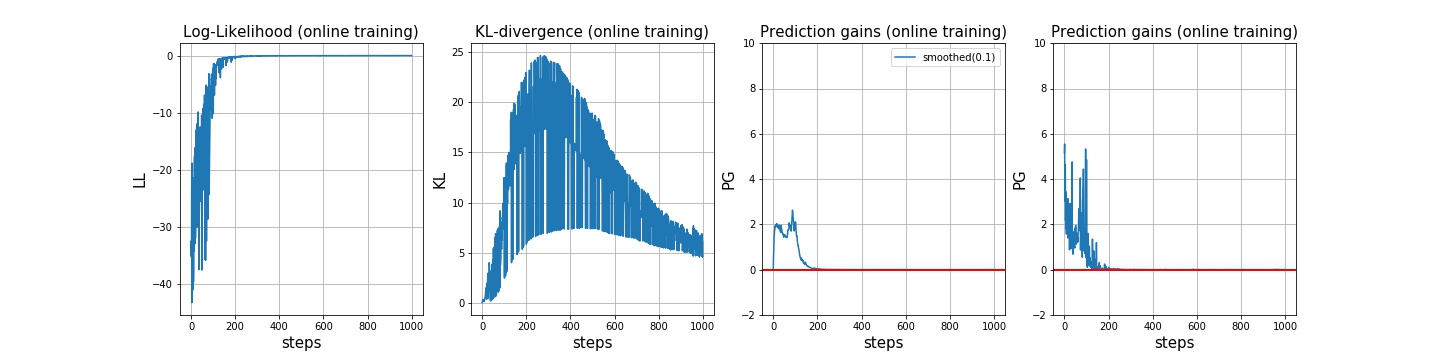 Log-Likelihood (online training)
LL
0
−10
−20
−30
−40
0 200 400 600 800 1000
steps
KL-divergence (online training)
KL
25
20
15
10
5
0
0 200 400 600 800 1000
steps
Prediction gains (online training)
PG
10
8
6
4
2
0
−2
smoothed(0.1)
0 200 400 600 800 1000
steps
Prediction gains (online training)
PG
10
8
6
4
2
0
−2
0 200 400 600 800 1000
steps